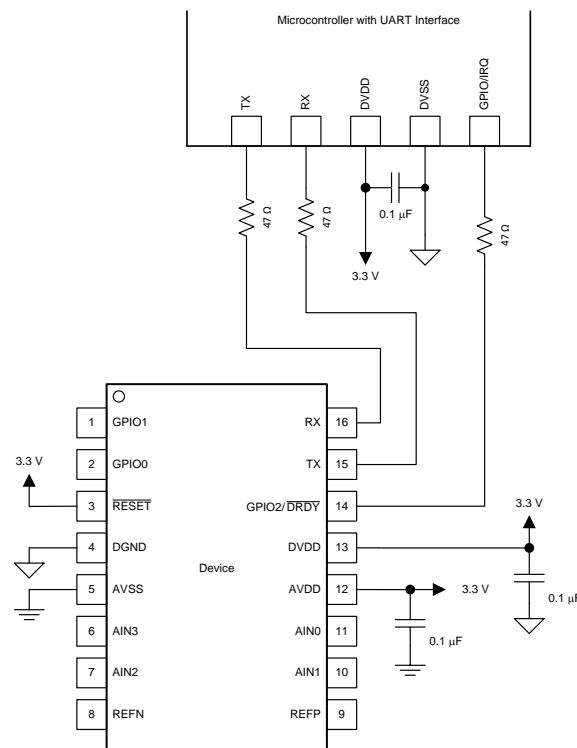 Microcontroller with UART Interface
TX
RX
DVDD
DVSS
GPIO/IRQ
47 Ω
47 Ω
0.1 µF
47 Ω
3.3 V
1 GPIO1 RX 16
3.3 V
2 GPIO0 TX 15
3 RESET GPIO2/DRDY 14
3.3 V
4 DGND DVDD 13
Device
5 AVSS AVDD 12
3.3 V
0.1 µF
6 AIN3 AIN0 11
0.1 µF
7 AIN2 AIN1 10
8 REFN REFP 9